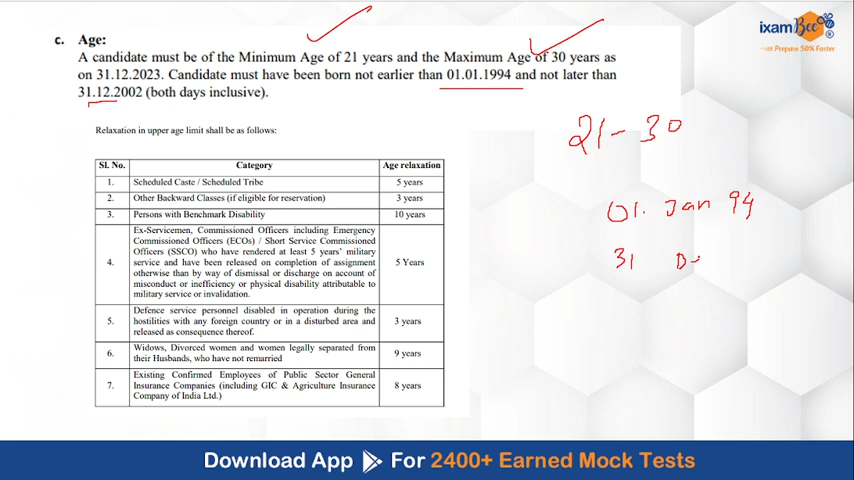 c. Age:
A candidate must be of the Minimum Age of 21 years and the Maximum Age of 30 years as
on 31.12.2023. Candidate must have been born not earlier than 01.01.1994 and not later than
31.12.2002 (both days inclusive).
Relaxation in upper age limit shall be as follows:
Sl. No. Category Age relaxation
1. Scheduled Caste / Scheduled Tribe 5 years
2. Other Backward Classes (if eligible for reservation) 3 years
3. Persons with Benchmark Disability 10 years
Ex-Servicemen, Commissioned Officers including Emergency
Commissioned Officers (ECOs) / Short Service Commissioned
Officers (SSCO) who have rendered at least 5 years' military
4. service and have been released on completion of assignment 5 Years
otherwise than by way of dismissal or discharge on account of
misconduct or inefficiency or physical disability attributable to
military service or invalidation.
Defence service personnel disabled in operation during the
5. hostilities with any foreign country or in a disturbed area and 3 years
released as consequence thereof.
6. Widows, Divorced women and women legally separated from 9 years
their Husbands, who have not remarried
Existing Confirmed Employees of Public Sector General
7. Insurance Companies (including GIC & Agriculture Insurance 8 years
Company of India Ltd.)
ixamBee
Prepare 50% Faster
21 - 30
01. Jan 94
31 D
Download App For 2400+ Earned Mock Tests